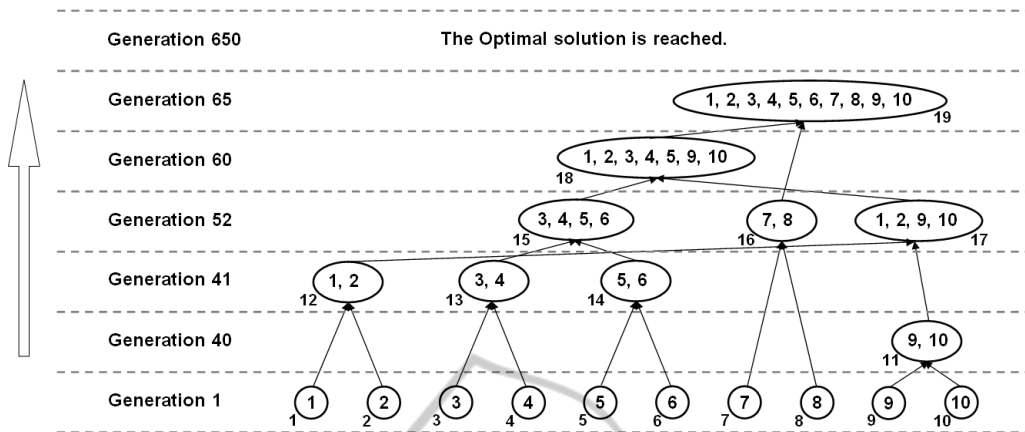 Generation 650 The Optimal solution is reached.
Generation 65 1, 2, 3, 4, 5, 6, 7, 8, 9, 10
19
Generation 60 1, 2, 3, 4, 5, 9, 10
18
Generation 52 3, 4, 5, 6 7, 8 1, 2, 9, 10
15 16 17
Generation 41 1, 2 3, 4 5, 6
12 13 14
Generation 40 9, 10
11
Generation 1 1 2 3 4 5 6 7 8 9 10
1 2 3 4 5 6 7 8 9 10